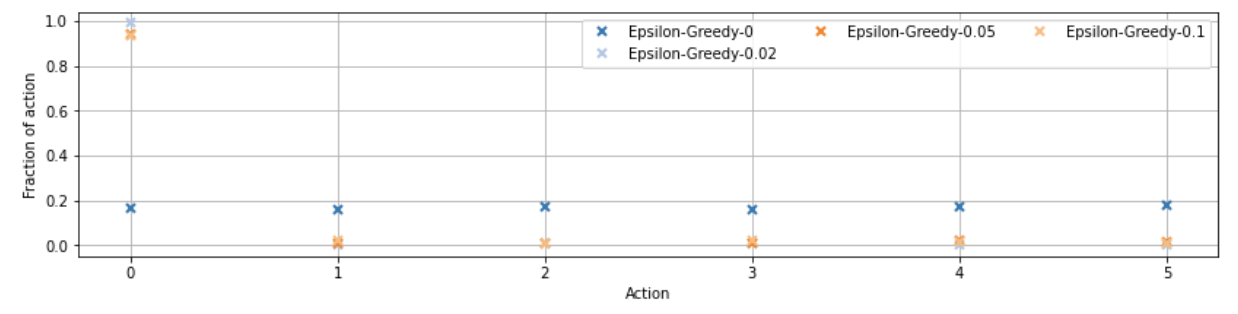 1.0
0.8
0.6
0.4
0.2
0.0
Fraction of action
Epsilon-Greedy-0 Epsilon-Greedy-0.05 Epsilon-Greedy-0.1
Epsilon-Greedy-0.02
0 1 2 3 4 5
Action